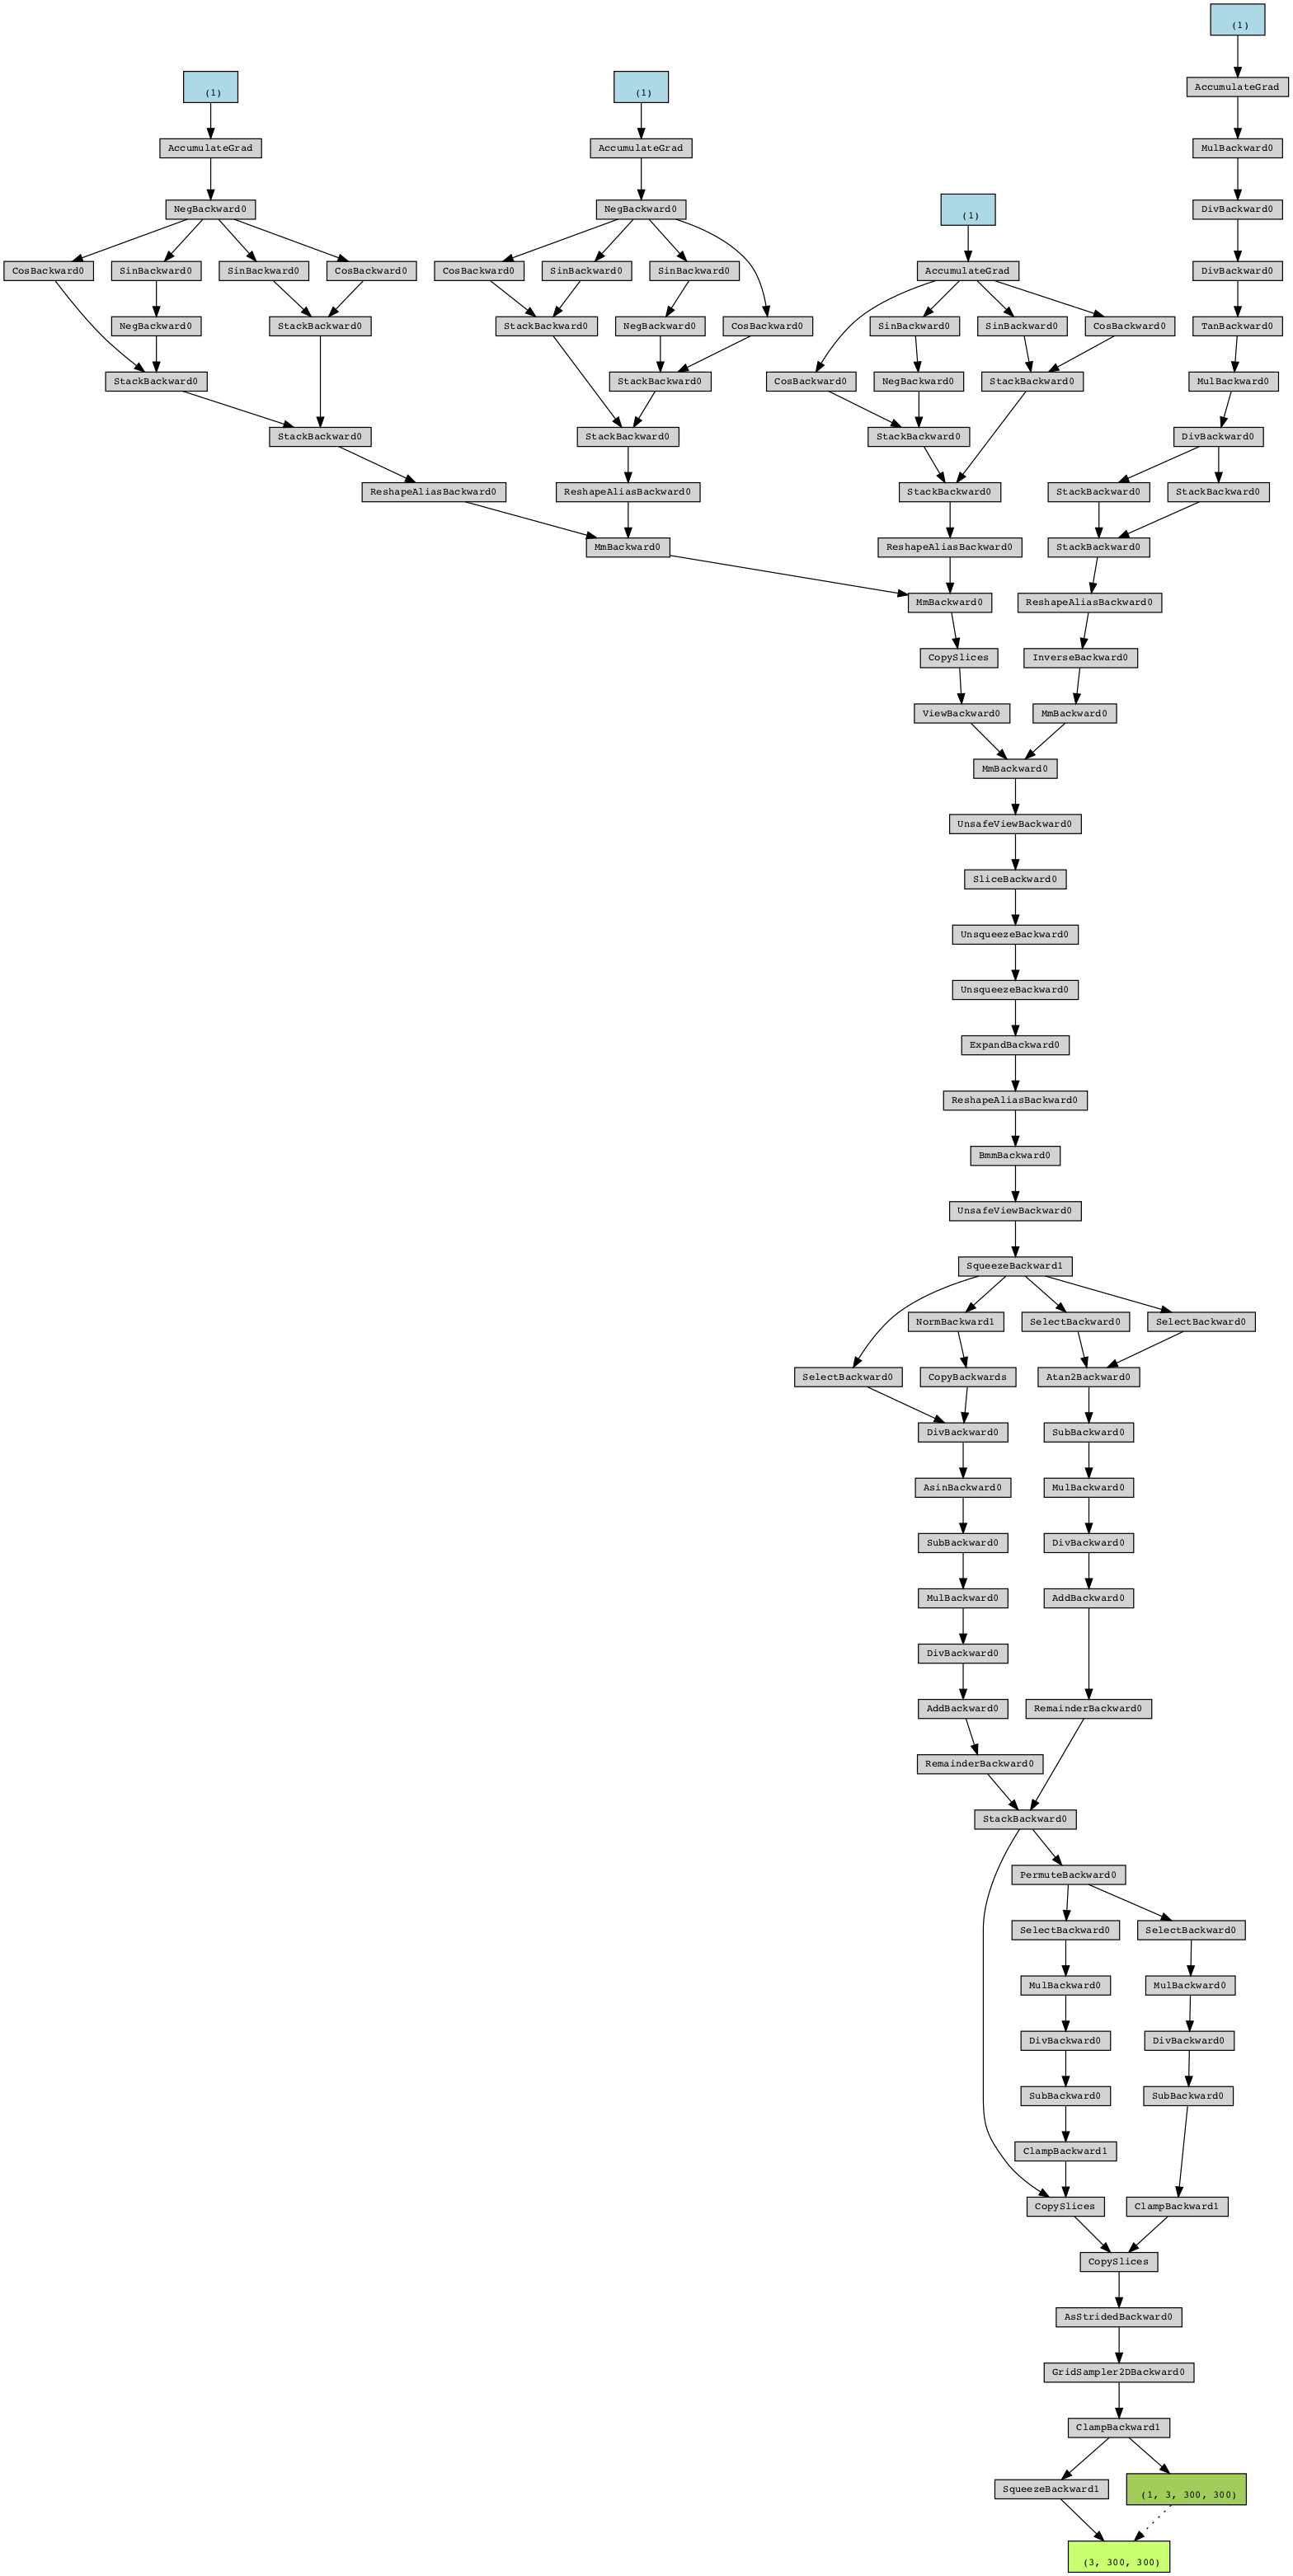 (1)
(1)
(1)
AccumulateGrad
AccumulateGrad
AccumulateGrad
MulBackward0
(1)
NegBackward0
NegBackward0
DivBackward0
CosBackward0
SinBackward0
SinBackward0
CosBackward0
CosBackward0
SinBackward0
SinBackward0
AccumulateGrad
DivBackward0
NegBackward0
StackBackward0
StackBackward0
NegBackward0
CosBackward0
SinBackward0
SinBackward0
CosBackward0
TanBackward0
StackBackward0
StackBackward0
CosBackward0
NegBackward0
StackBackward0
MulBackward0
StackBackward0
StackBackward0
StackBackward0
DivBackward0
ReshapeAliasBackward0
ReshapeAliasBackward0
StackBackward0
StackBackward0
StackBackward0
MmBackward0
ReshapeAliasBackward0
StackBackward0
MmBackward0
ReshapeAliasBackward0
CopySlices
InverseBackward0
ViewBackward0
MmBackward0
MmBackward0
UnsafeViewBackward0
SliceBackward0
UnsqueezeBackward0
UnsqueezeBackward0
ExpandBackward0
ReshapeAliasBackward0
BmmBackward0
UnsafeViewBackward0
SqueezeBackward1
NormBackward1
SelectBackward0
SelectBackward0
SelectBackward0
CopyBackwards
Atan2Backward0
DivBackward0
SubBackward0
AsinBackward0
MulBackward0
SubBackward0
DivBackward0
MulBackward0
AddBackward0
DivBackward0
AddBackward0
RemainderBackward0
RemainderBackward0
StackBackward0
PermuteBackward0
SelectBackward0
SelectBackward0
MulBackward0
MulBackward0
DivBackward0
DivBackward0
SubBackward0
SubBackward0
ClampBackward1
CopySlices
ClampBackward1
CopySlices
AsStridedBackward0
GridSampler2DBackward0
ClampBackward1
SqueezeBackward1
(1, 3, 300, 300)
(3, 300, 300)